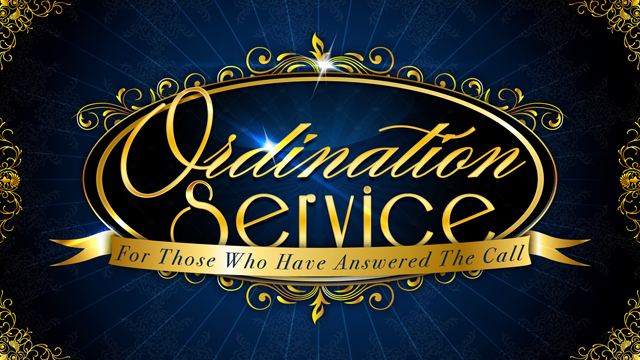 Ordination
Service
For Those Who Have Answered The Call